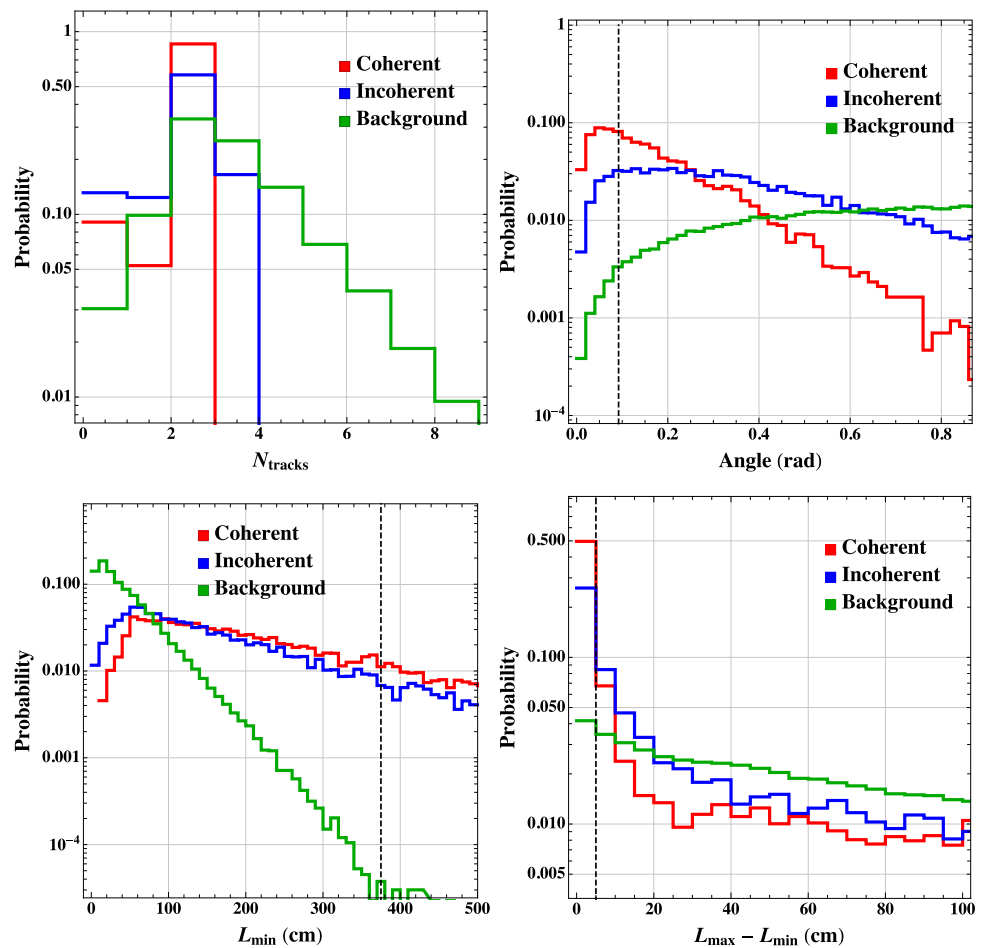 1
0.50
0.10
0.05
0.01
Probability
Coherent
Incoherent
Background
0 2 4 6 8
N_tracks
1
0.100
0.010
0.001
10⁻⁴
Probability
Coherent
Incoherent
Background
0.0 0.2 0.4 0.6 0.8
Angle (rad)
0.100
0.010
0.001
10⁻⁴
Probability
Coherent
Incoherent
Background
0 100 200 300 400 500
L_min (cm)
0.500
0.100
0.050
0.010
0.005
Probability
Coherent
Incoherent
Background
0 20 40 60 80 100
L_max − L_min (cm)